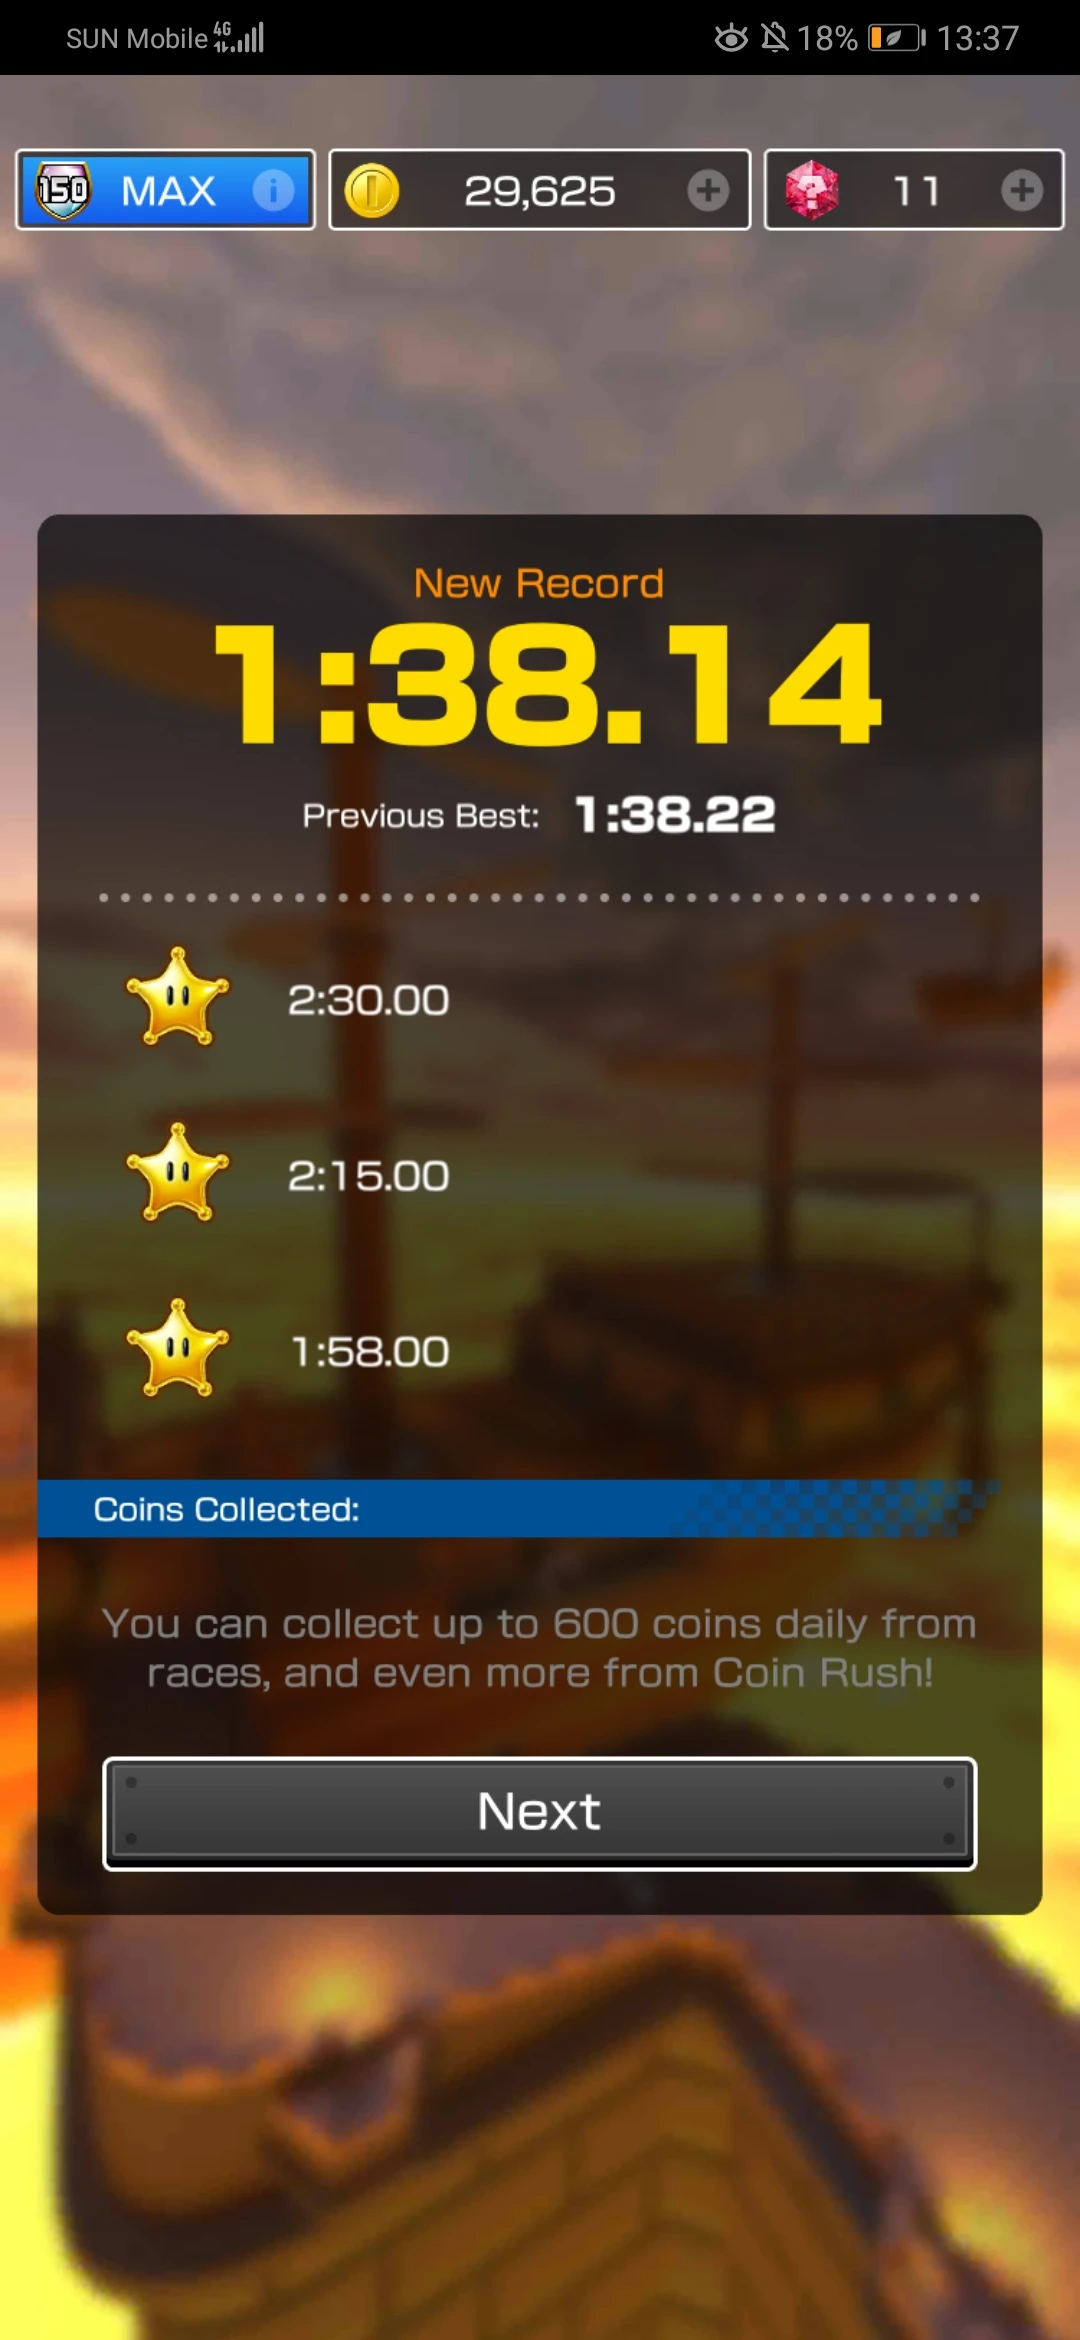 SUN Mobile 4G 18% 13:37
150 MAX i 29,625 + 11 +
New Record
1:38.14
Previous Best: 1:38.22
2:30.00
2:15.00
1:58.00
Coins Collected:
You can collect up to 600 coins daily from
races, and even more from Coin Rush!
Next